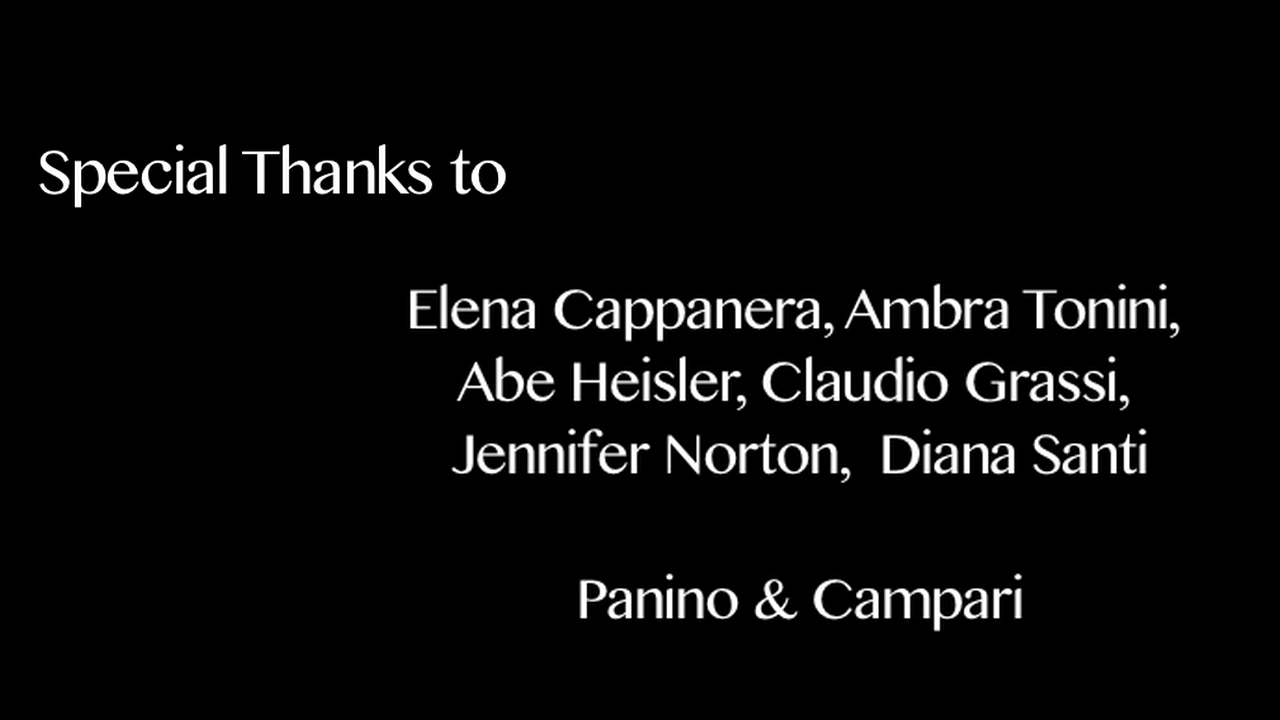 Special Thanks to
Elena Cappanera, Ambra Tonini,
Abe Heisler, Claudio Grassi,
Jennifer Norton,  Diana Santi
Panino & Campari